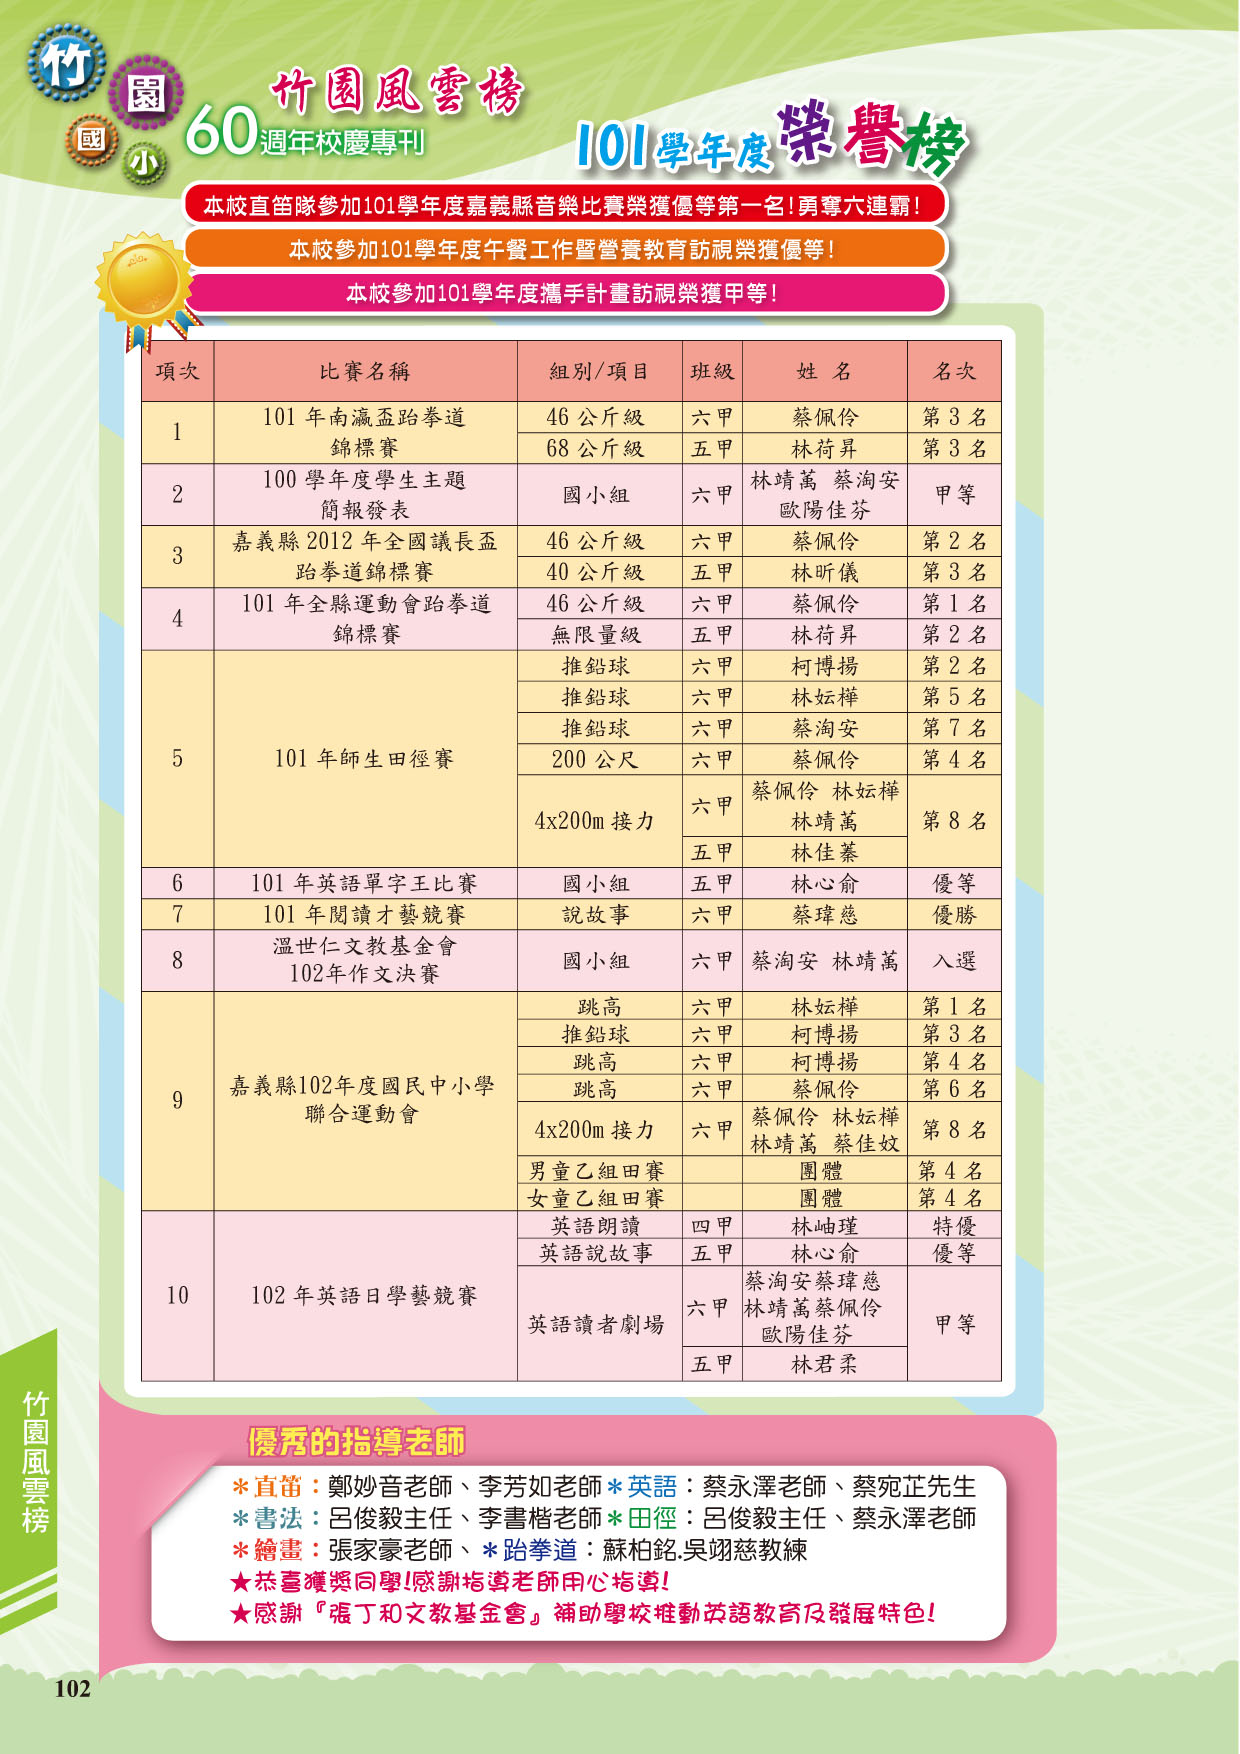 竹園國小
竹園風雲榜
60週年校慶專刊
101學年度榮譽榜
本校直笛隊參加101學年度嘉義縣音樂比賽榮獲優等第一名!勇奪六連霸!
本校參加101學年度午餐工作暨營養教育訪視榮獲優等!
本校參加101學年度攜手計畫訪視榮獲甲等!
項次 比賽名稱 組別/項目 班級 姓 名 名次
1 101 年南瀛盃跆拳道 46 公斤級 六甲 蔡佩伶 第 3 名
錦標賽 68 公斤級 五甲 林荷昇 第 3 名
2 100 學年度學生主題 國小組 六甲 林靖萬 蔡淘安 甲等
簡報發表 歐陽佳芬
3 嘉義縣 2012 年全國議長盃 46 公斤級 六甲 蔡佩伶 第 2 名
跆拳道錦標賽 40 公斤級 五甲 林昕儀 第 3 名
4 101 年全縣運動會跆拳道 46 公斤級 六甲 蔡佩伶 第 1 名
錦標賽 無限量級 五甲 林荷昇 第 2 名
推鉛球 六甲 柯博揚 第 2 名
推鉛球 六甲 林妘樺 第 5 名
推鉛球 六甲 蔡淘安 第 7 名
5 101 年師生田徑賽 200 公尺 六甲 蔡佩伶 第 4 名
4x200m 接力 六甲 蔡佩伶 林妘樺 第 8 名
林靖萬
五甲 林佳蓁
6 101 年英語單字王比賽 國小組 五甲 林心俞 優等
7 101 年閱讀才藝競賽 說故事 六甲 蔡瑋慈 優勝
8 溫世仁文教基金會 國小組 六甲 蔡淘安 林靖萬 入選
102年作文決賽
跳高 六甲 林妘樺 第 1 名
推鉛球 六甲 柯博揚 第 3 名
跳高 六甲 柯博揚 第 4 名
9 嘉義縣102年度國民中小學 跳高 六甲 蔡佩伶 第 6 名
聯合運動會 4x200m 接力 六甲 蔡佩伶 林妘樺 第 8 名
林靖萬 蔡佳妏
男童乙組田賽 團體 第 4 名
女童乙組田賽 團體 第 4 名
英語朗讀 四甲 林岫瑾 特優
英語說故事 五甲 林心俞 優等
10 102 年英語日學藝競賽 英語讀者劇場 六甲 蔡淘安蔡瑋慈 甲等
林靖萬蔡佩伶
歐陽佳芬
五甲 林君柔
優秀的指導老師
＊直笛：鄭妙音老師、李芳如老師＊英語：蔡永澤老師、蔡宛芷先生
＊書法：呂俊毅主任、李書楷老師＊田徑：呂俊毅主任、蔡永澤老師
＊繪畫：張家豪老師、＊跆拳道：蘇柏銘.吳翊慈教練
★恭喜獲獎同學!感謝指導老師用心指導!
★感謝『張丁和文教基金會』補助學校推動英語教育及發展特色!
竹園風雲榜
102